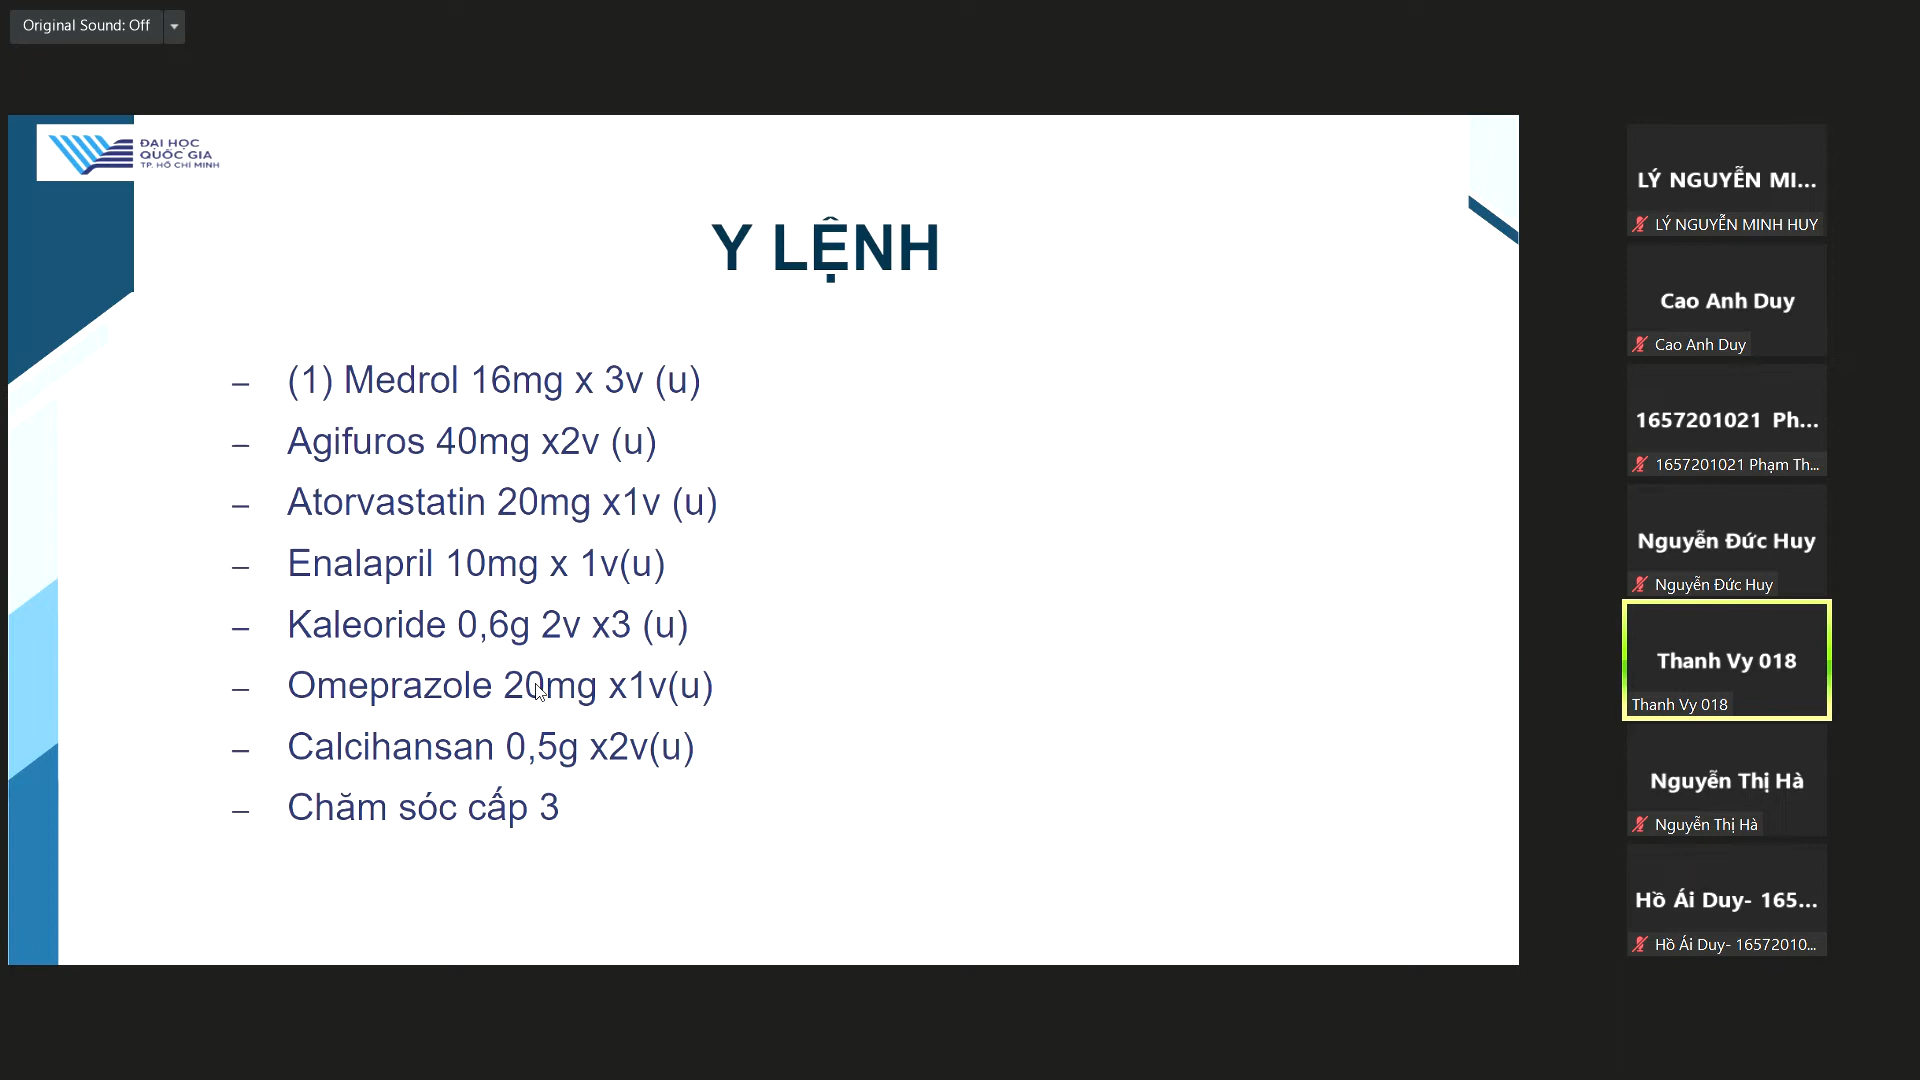 Original Sound: Off
ĐẠI HỌC
QUỐC GIA
TP. HỒ CHÍ MINH
Y LỆNH
– (1) Medrol 16mg x 3v (u)
– Agifuros 40mg x2v (u)
– Atorvastatin 20mg x1v (u)
– Enalapril 10mg x 1v(u)
– Kaleoride 0,6g 2v x3 (u)
– Omeprazole 20mg x1v(u)
– Calcihansan 0,5g x2v(u)
– Chăm sóc cấp 3
LÝ NGUYỄN MI...
LÝ NGUYỄN MINH HUY
Cao Anh Duy
Cao Anh Duy
1657201021 Ph...
1657201021 Phạm Th...
Nguyễn Đức Huy
Nguyễn Đức Huy
Thanh Vy 018
Thanh Vy 018
Nguyễn Thị Hà
Nguyễn Thị Hà
Hồ Ái Duy- 165...
Hồ Ái Duy- 16572010...